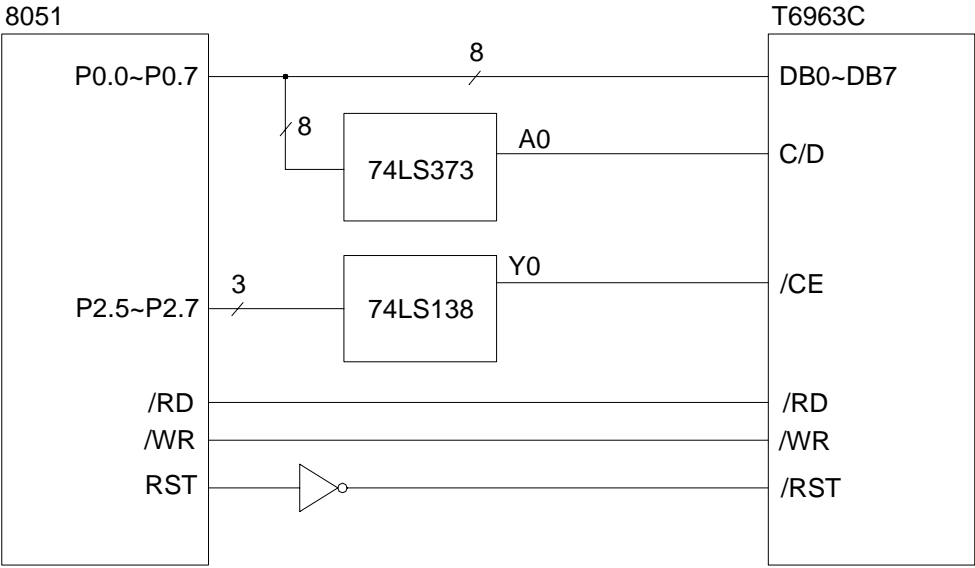 8051
T6963C
P0.0~P0.7
8
DB0~DB7
8
74LS373
A0
C/D
P2.5~P2.7
3
74LS138
Y0
/CE
/RD
/RD
/WR
/WR
RST
/RST